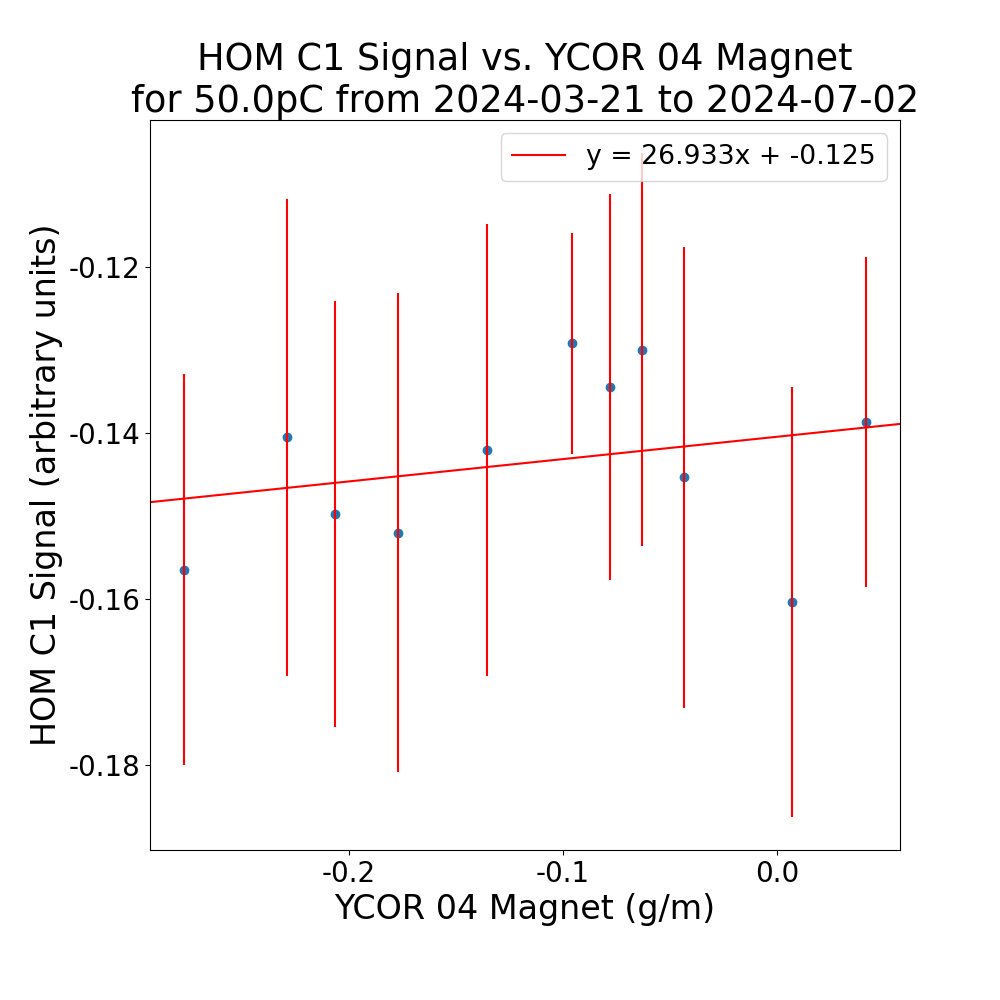 HOM C1 Signal vs. YCOR 04 Magnet
for 50.0pC from 2024-03-21 to 2024-07-02
y = 26.933x + -0.125
HOM C1 Signal (arbitrary units)
-0.12
-0.14
-0.16
-0.18
-0.2
-0.1
0.0
YCOR 04 Magnet (g/m)